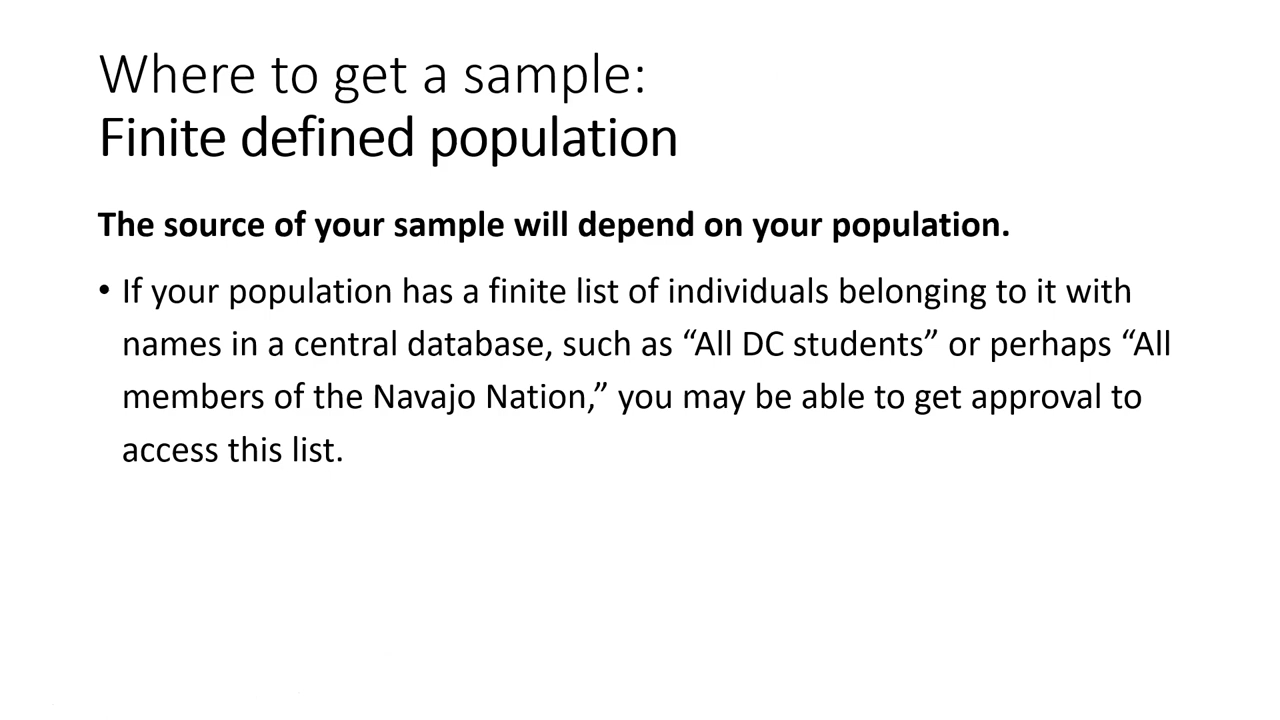 Where to get a sample:
Finite defined population
The source of your sample will depend on your population.
• If your population has a finite list of individuals belonging to it with
names in a central database, such as “All DC students” or perhaps “All
members of the Navajo Nation,” you may be able to get approval to
access this list.